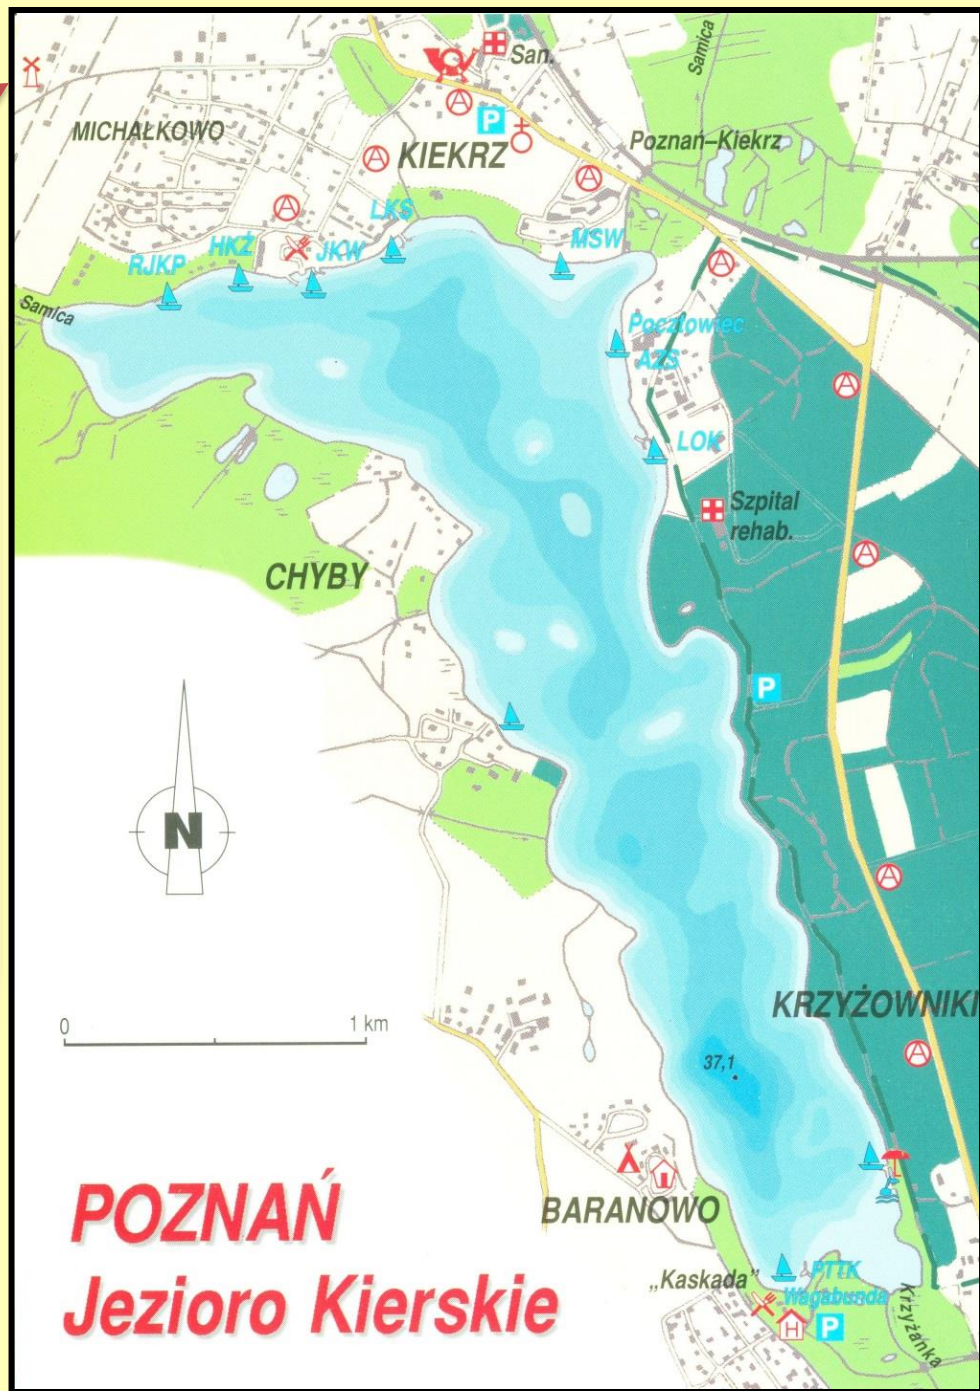 San.
Samica
MICHAŁKOWO
P
KIEKRZ
Poznań–Kiekrz
A
A
A
A
LKS
MSW
HKŻ
JKW
RJKP
A
Samica
Pocztowiec
AZS
A
LOK
Szpital
rehab.
A
CHYBY
P
N
A
KRZYŻOWNIKI
0
1 km
A
37,1
POZNAŃ
Jezioro Kierskie
BARANOWO
„Kaskada”
PTTK
Wagabunda
H
P
Krzyżanka